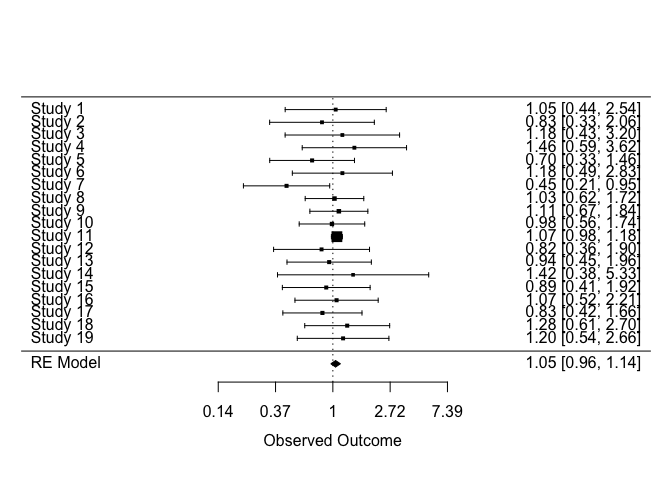 Study 1 1.05 [0.44, 2.54]
Study 2 0.83 [0.33, 2.06]
Study 3 1.18 [0.43, 3.20]
Study 4 1.46 [0.59, 3.62]
Study 5 0.70 [0.33, 1.46]
Study 6 1.18 [0.49, 2.83]
Study 7 0.45 [0.21, 0.95]
Study 8 1.03 [0.62, 1.72]
Study 9 1.11 [0.67, 1.84]
Study 10 0.98 [0.56, 1.74]
Study 11 1.07 [0.98, 1.18]
Study 12 0.82 [0.36, 1.90]
Study 13 0.94 [0.45, 1.96]
Study 14 1.42 [0.38, 5.33]
Study 15 0.89 [0.41, 1.92]
Study 16 1.07 [0.52, 2.21]
Study 17 0.83 [0.42, 1.66]
Study 18 1.28 [0.61, 2.70]
Study 19 1.20 [0.54, 2.66]
RE Model 1.05 [0.96, 1.14]
0.14 0.37 1 2.72 7.39
Observed Outcome